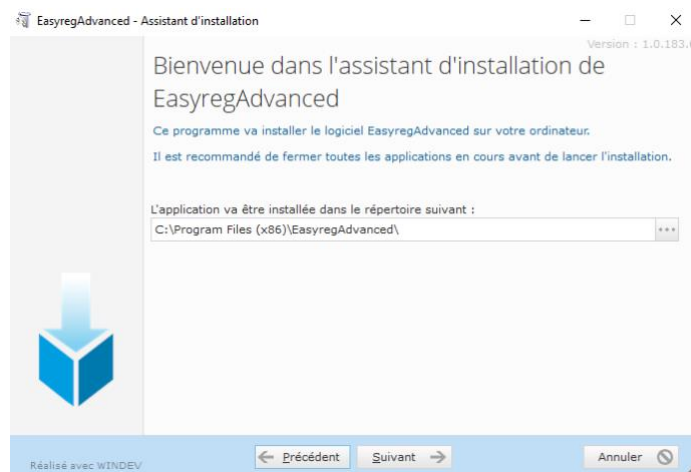 EasyregAdvanced - Assistant d'installation
Version : 1.0.183.
Bienvenue dans l'assistant d'installation de
EasyregAdvanced
Ce programme va installer le logiciel EasyregAdvanced sur votre ordinateur.
Il est recommandé de fermer toutes les applications en cours avant de lancer l'installation.
L'application va être installée dans le répertoire suivant :
C:\Program Files (x86)\EasyregAdvanced\
Réalisé avec WINDEV
Précédent
Suivant
Annuler